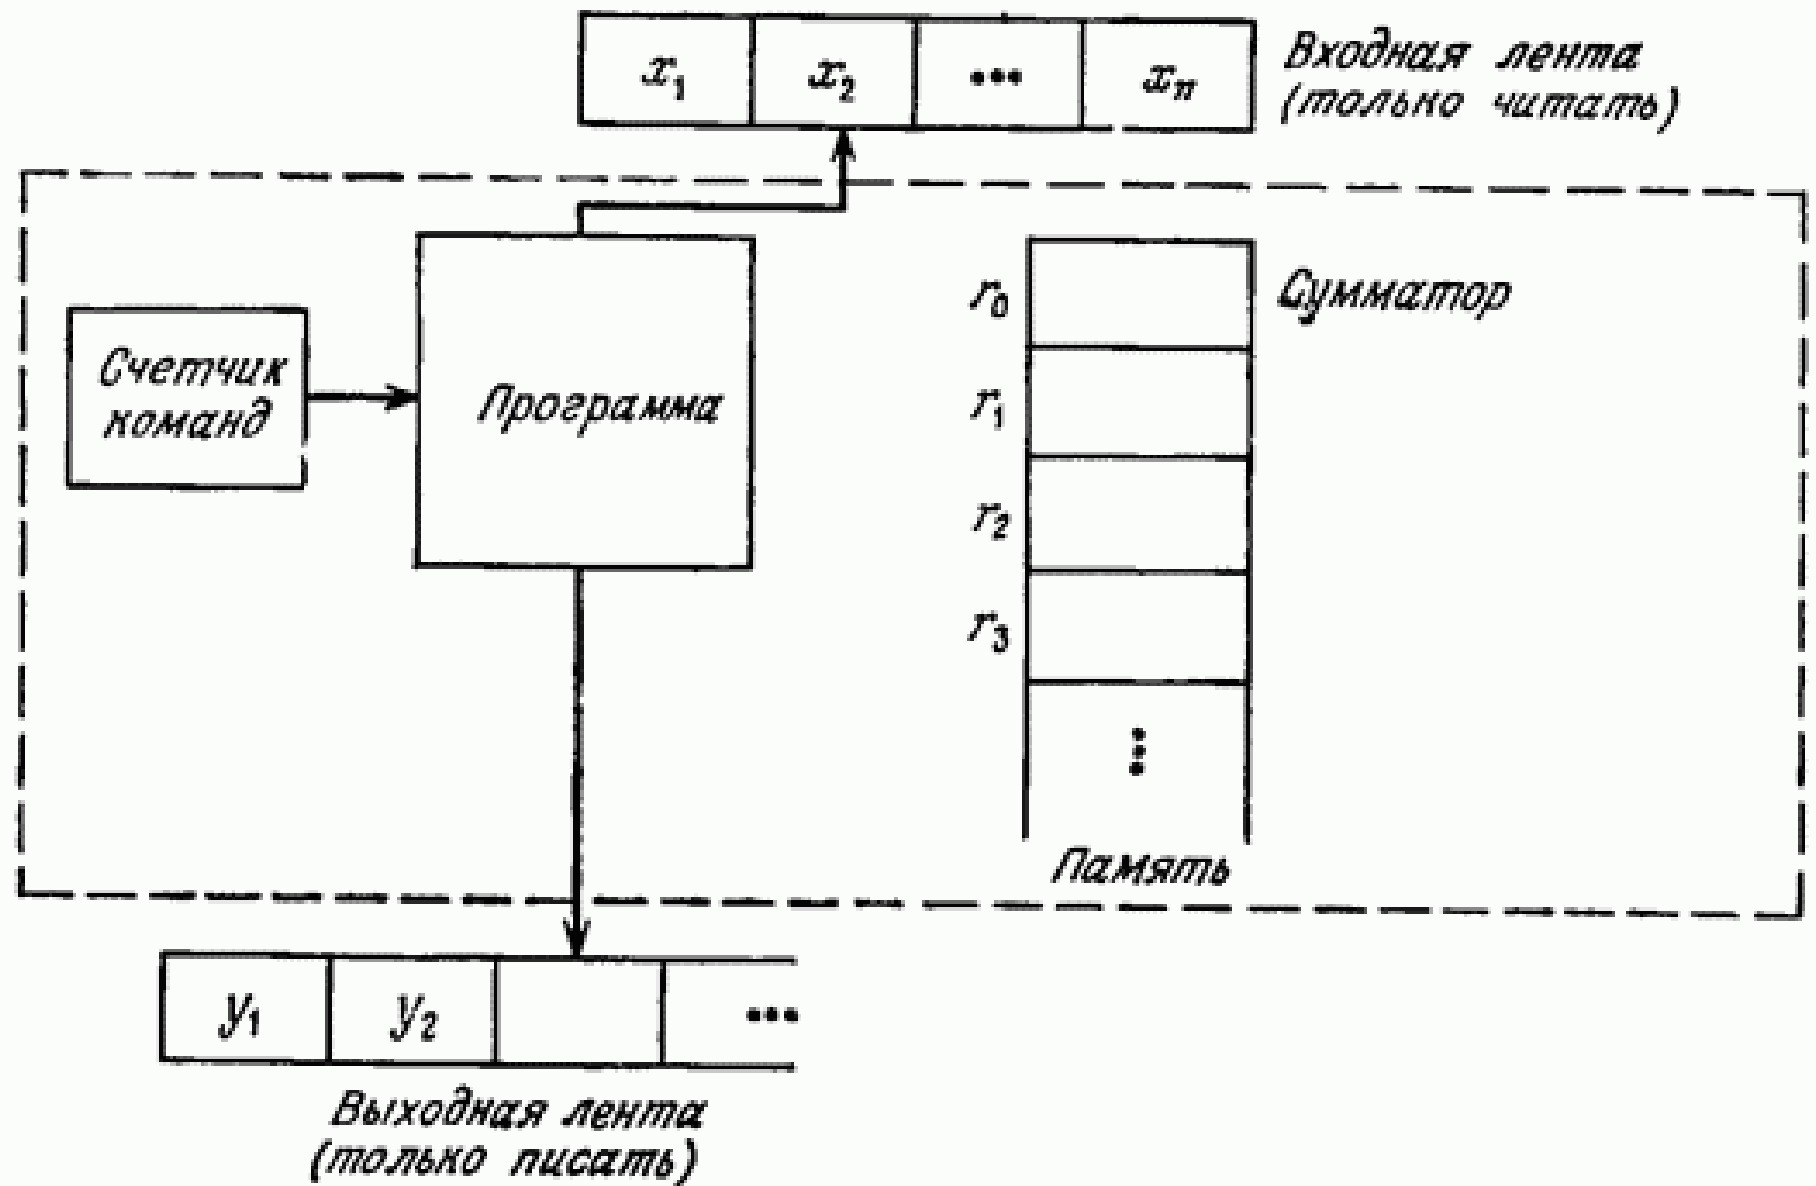 x₁ x₂ ... xₙ
Входная лента
(только читать)
Счетчик
команд
Программа
r₀
Сумматор
r₁
r₂
r₃
⋮
Память
y₁ y₂ ...
Выходная лента
(только писать)